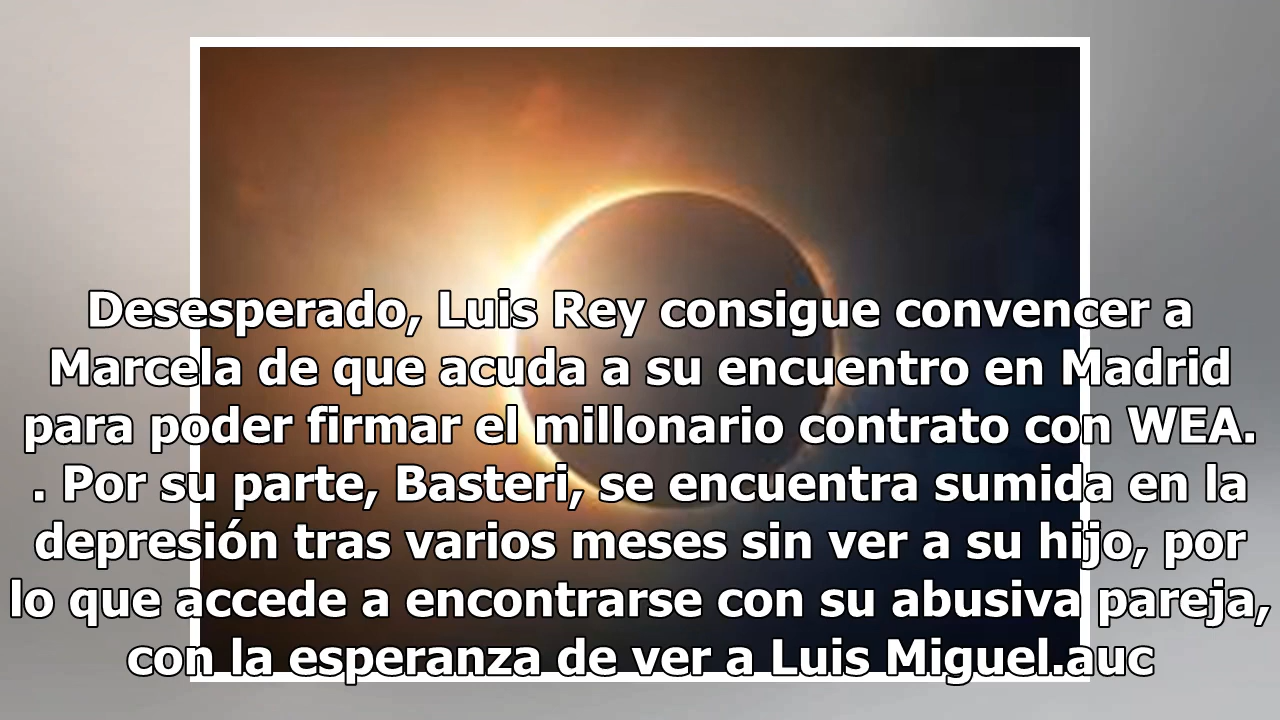 Desesperado, Luis Rey consigue convencer a
Marcela de que acuda a su encuentro en Madrid
para poder firmar el millonario contrato con WEA.
. Por su parte, Basteri, se encuentra sumida en la
depresión tras varios meses sin ver a su hijo, por
lo que accede a encontrarse con su abusiva pareja,
con la esperanza de ver a Luis Miguel.auc